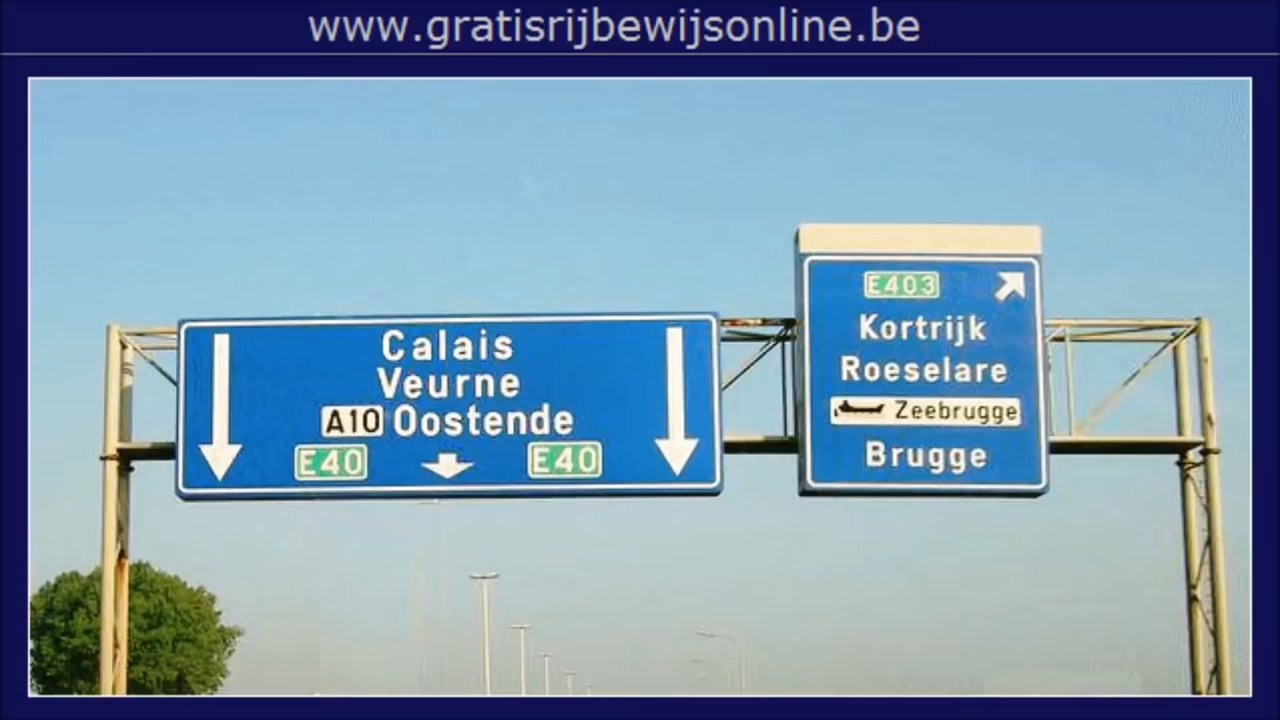 www.gratisrijbewijsonline.be
Calais
Veurne
A10 Oostende
E40 E40
E403
Kortrijk
Roeselare
Zeebrugge
Brugge